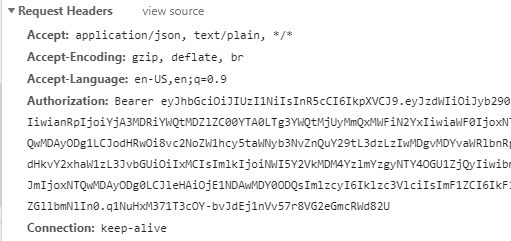 Request Headers view source
Accept: application/json, text/plain, */*
Accept-Encoding: gzip, deflate, br
Accept-Language: en-US,en;q=0.9
Authorization: Bearer eyJhbGciOiJIUzI1NiIsInR5cCI6IkpXVCJ9.eyJzdWIiOiJyb290
IiwianRpIjoiYjA3MDRiYWQtMDZlZC00YTA0LTg3YWQtMjUyMmQxMWFiN2YxIiwiaWF0IjoxNT
QwMDAyODg1LCJodHRwOi8vc2NoZW1hcy5taWNyb3NvZnQuY29tL3dzLzIwMDgvMDYvaWRlbnRp
dHkvY2xhaW1zL3JvbGUiOiIxMCIsImlkIjoiNWI5Y2VkMDM4YzlmYzgyNTY4OGU1ZjQyIiwibm
JmIjoxNTQwMDAyODg0LCJleHAiOjE1NDAwMDY0ODQsImlzcyI6Iklzc3VlciIsImF1ZCI6IkF1
ZGllbmNlIn0.q1NuHxM371T3cOY-bvJdEj1nVv57r8VG2eGmcRWd82U
Connection: keep-alive